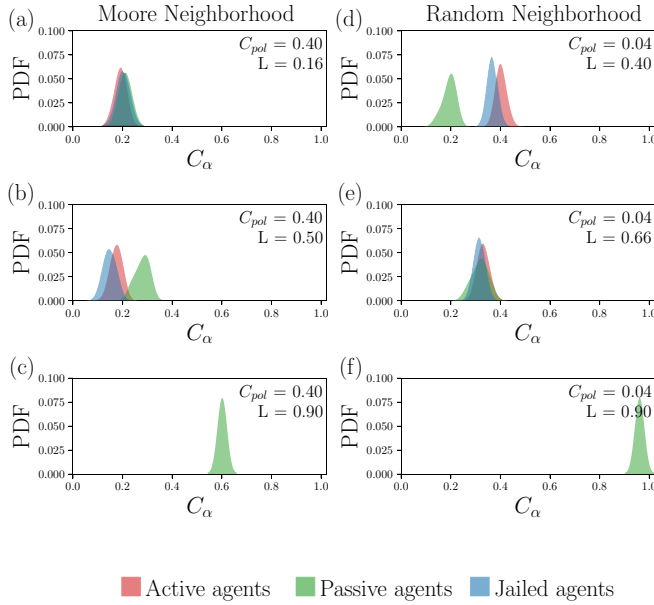 Moore Neighborhood
Random Neighborhood
(a)
PDF
0.100
0.075
0.050
0.025
0.000
C_pol = 0.40
L = 0.16
0.0 0.2 0.4 0.6 0.8 1.0
C_α
(d)
PDF
0.100
0.075
0.050
0.025
0.000
C_pol = 0.04
L = 0.40
0.0 0.2 0.4 0.6 0.8 1.0
C_α
(b)
PDF
0.100
0.075
0.050
0.025
0.000
C_pol = 0.40
L = 0.50
0.0 0.2 0.4 0.6 0.8 1.0
C_α
(e)
PDF
0.100
0.075
0.050
0.025
0.000
C_pol = 0.04
L = 0.66
0.0 0.2 0.4 0.6 0.8 1.0
C_α
(c)
PDF
0.100
0.075
0.050
0.025
0.000
C_pol = 0.40
L = 0.90
0.0 0.2 0.4 0.6 0.8 1.0
C_α
(f)
PDF
0.100
0.075
0.050
0.025
0.000
C_pol = 0.04
L = 0.90
0.0 0.2 0.4 0.6 0.8 1.0
C_α
Active agents Passive agents Jailed agents